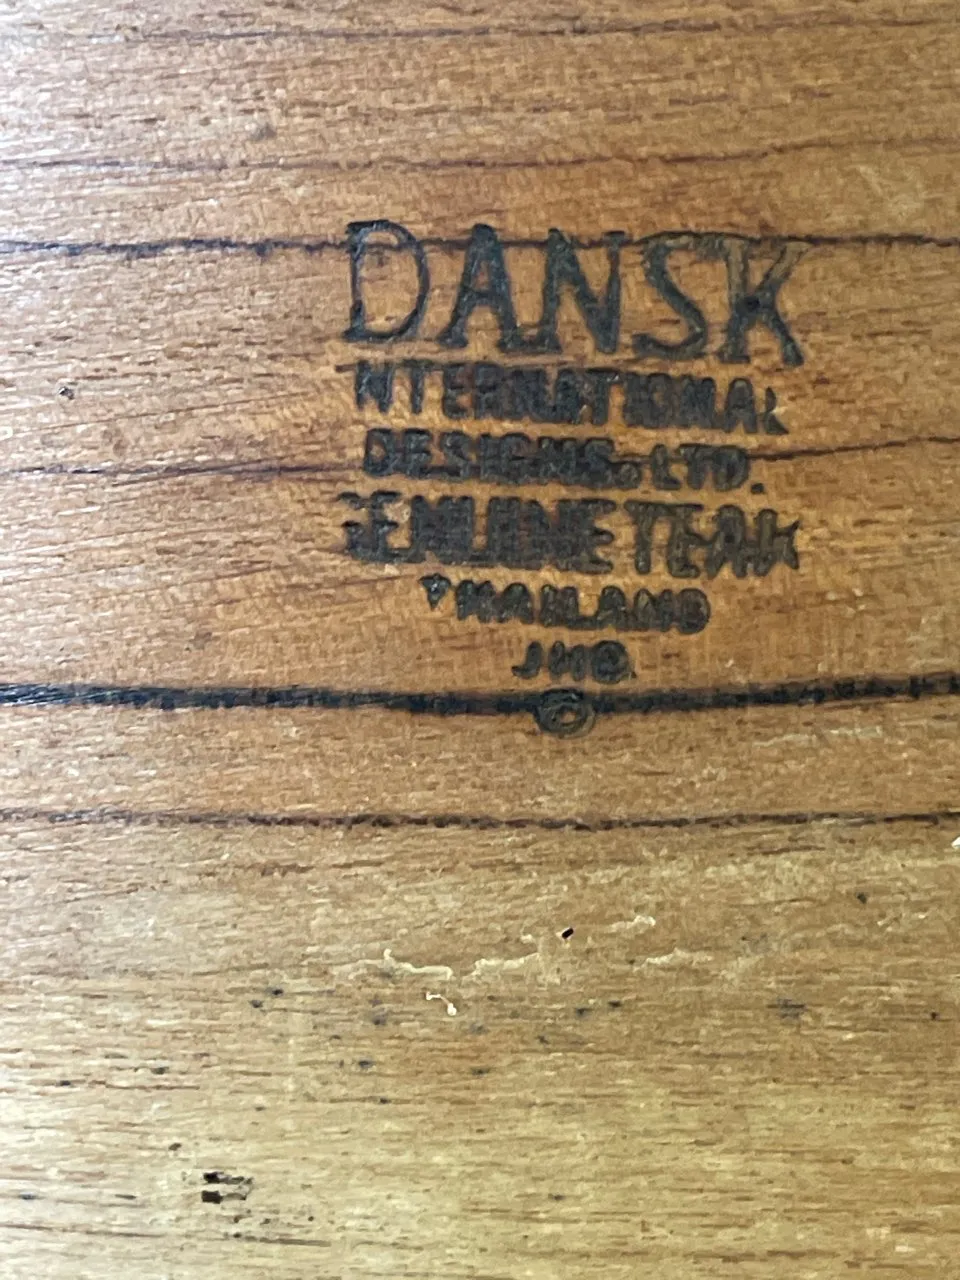 DANSK
INTERNATIONAL
DESIGNS. LTD.
GENUINE TEAK
THAILAND
JHQ
©